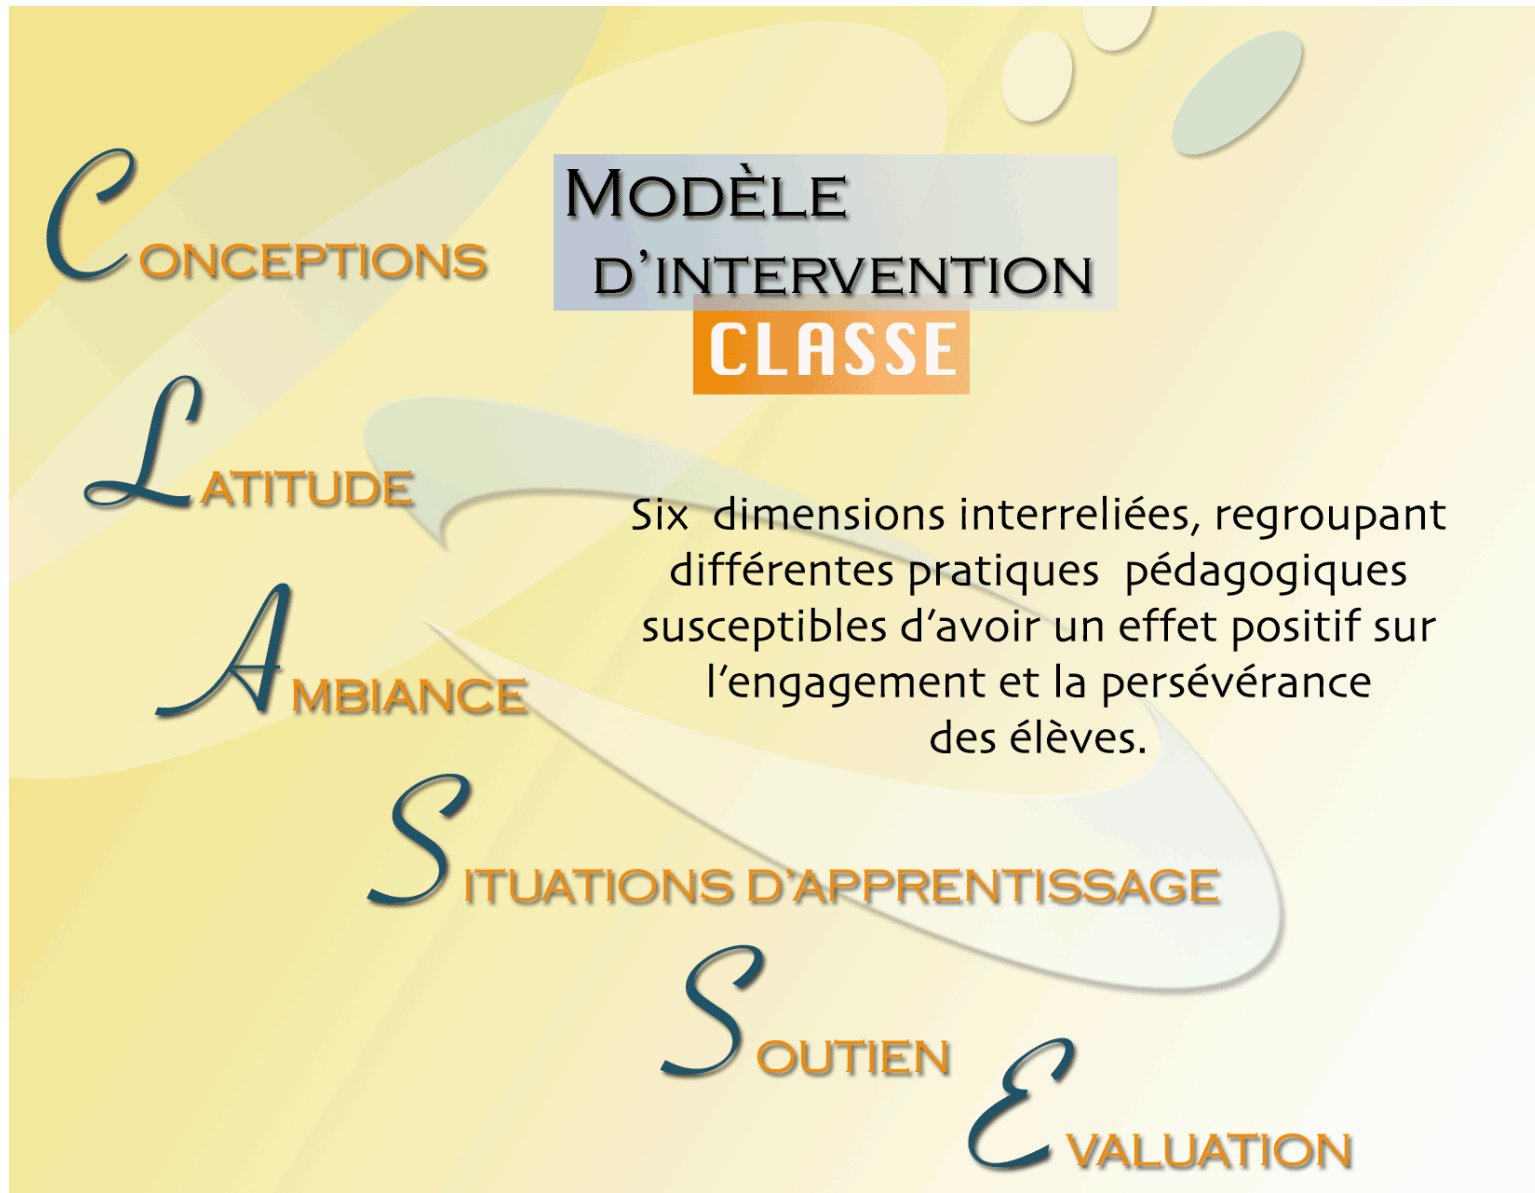 MODÈLE
D'INTERVENTION
CLASSE
CONCEPTIONS
LATITUDE
AMBIANCE
Six dimensions interreliées, regroupant
différentes pratiques pédagogiques
susceptibles d'avoir un effet positif sur
l'engagement et la persévérance
des élèves.
SITUATIONS D'APPRENTISSAGE
SOUTIEN
EVALUATION